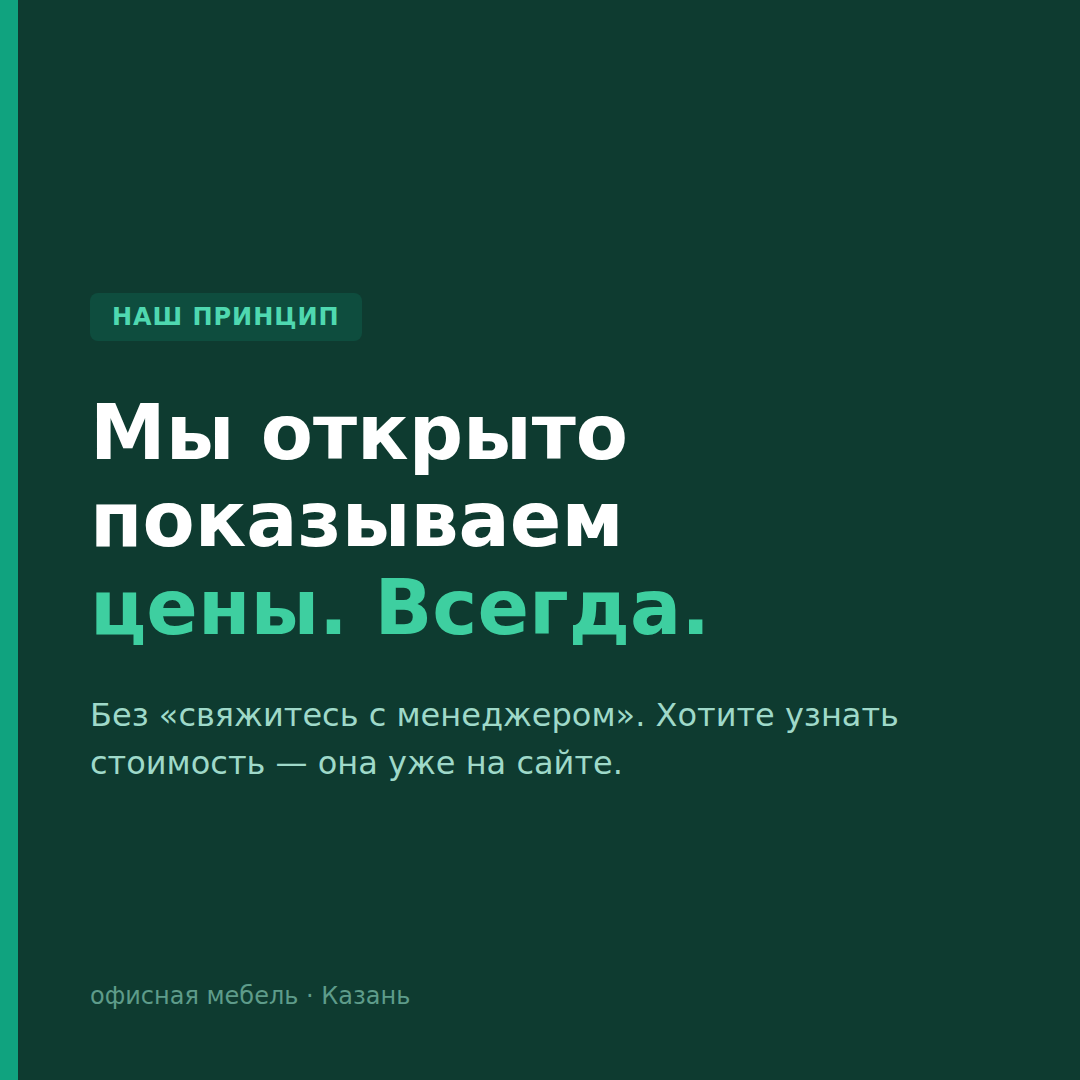 НАШ ПРИНЦИП
Мы открыто
показываем
цены. Всегда.
Без «свяжитесь с менеджером». Хотите узнать
стоимость — она уже на сайте.
офисная мебель · Казань